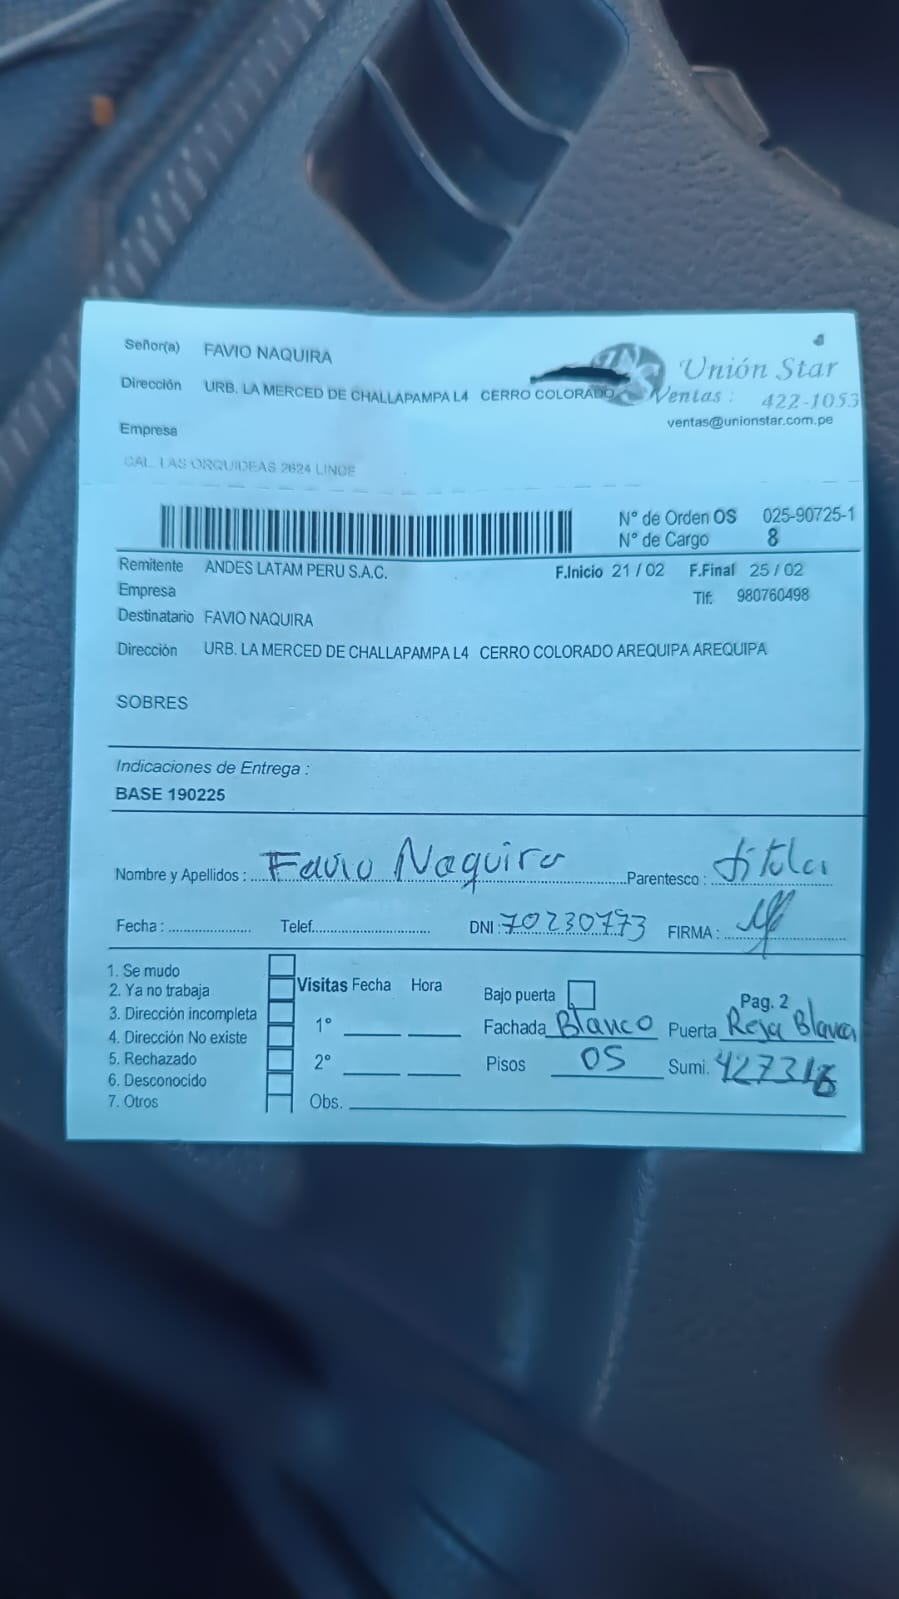 Señor(a) FAVIO NAQUIRA
Dirección URB. LA MERCED DE CHALLAPAMPA L4 CERRO COLORADO
Unión Star
Ventas : 422-1053
ventas@unionstar.com.pe
Empresa
CAL. LAS ORQUIDEAS 2624 LINCE
N° de Orden OS 025-90725-1
N° de Cargo 8
Remitente ANDES LATAM PERU S.A.C. F.Inicio 21 / 02 F.Final 25 / 02
Empresa Tlf: 980760498
Destinatario FAVIO NAQUIRA
Dirección URB. LA MERCED DE CHALLAPAMPA L4 CERRO COLORADO AREQUIPA AREQUIPA
SOBRES
Indicaciones de Entrega :
BASE 190225
Nombre y Apellidos : Favio Naquira Parentesco : titular
Fecha : Telef. DNI : 70230773 FIRMA :
1. Se mudo
2. Ya no trabaja
3. Dirección incompleta
4. Dirección No existe
5. Rechazado
6. Desconocido
7. Otros
Visitas Fecha Hora
1°
2°
Obs.
Bajo puerta Pag. 2
Fachada Blanco Puerta Reja Blanca
Pisos 05 Sumi.